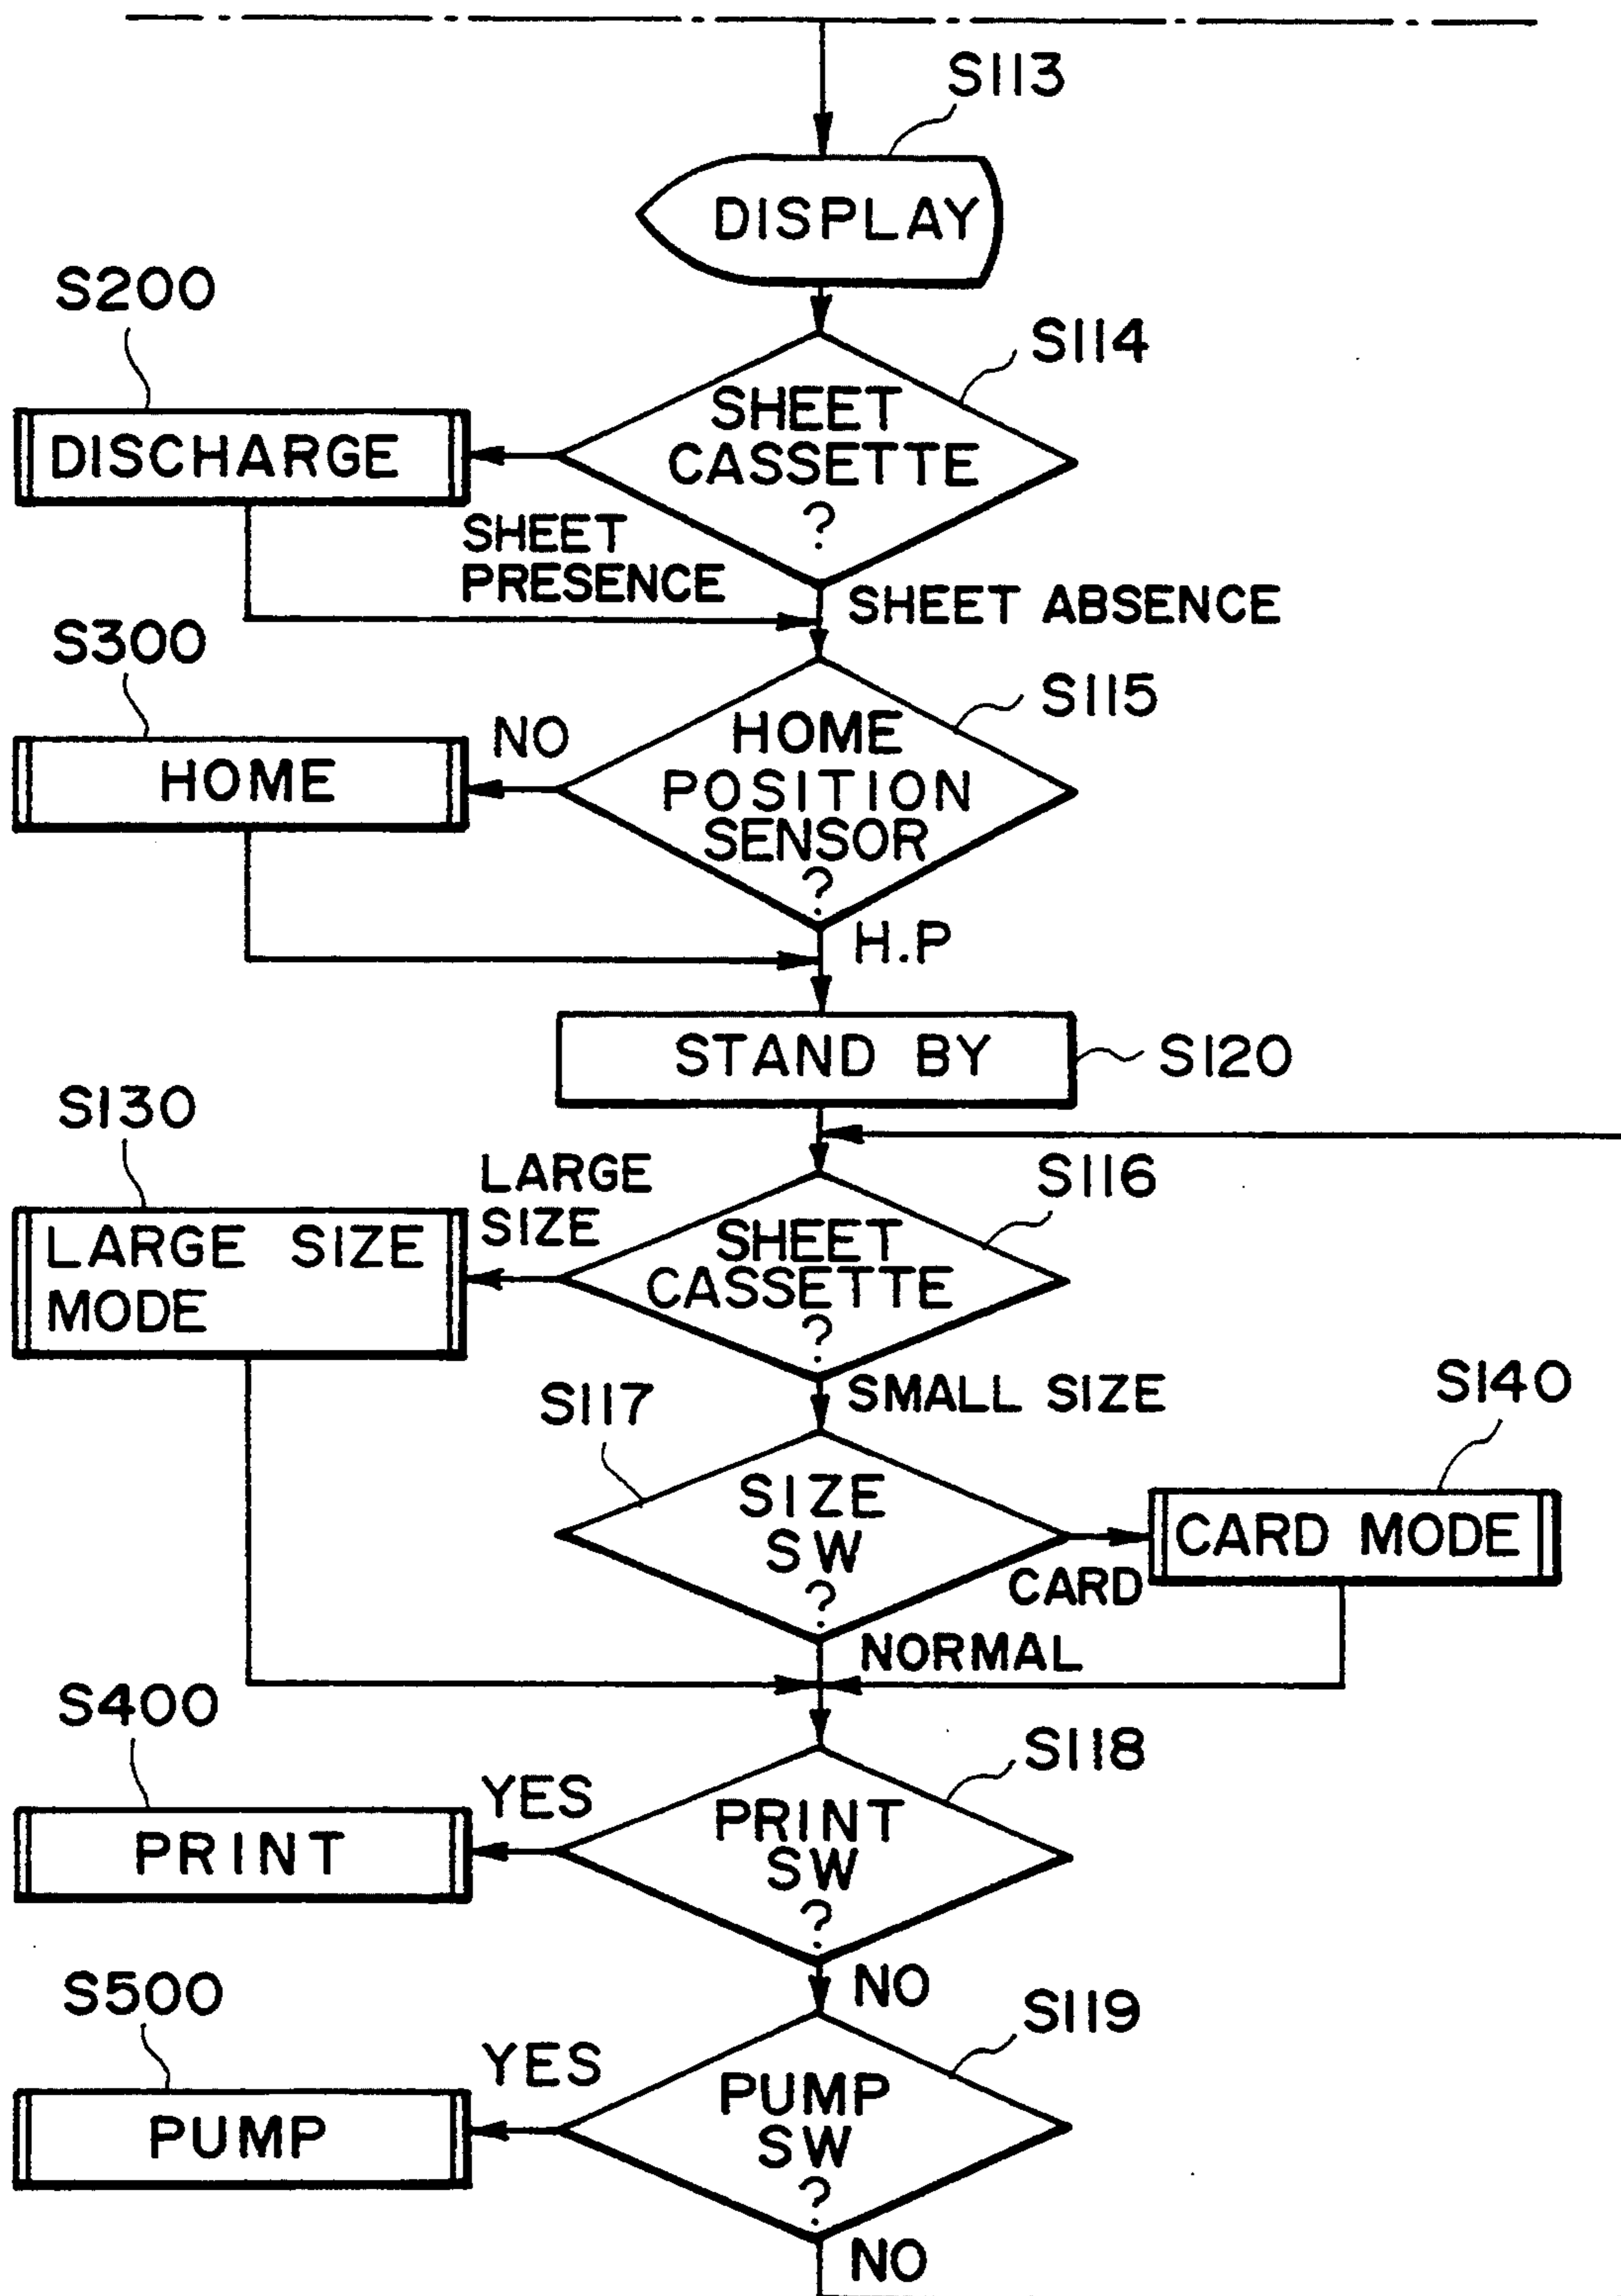 S113
DISPLAY
S200
S114
DISCHARGE
SHEET
CASSETTE
?
SHEET
PRESENCE
SHEET ABSENCE
S300
S115
HOME
NO
HOME
POSITION
SENSOR
?
H.P
STAND BY
S120
S130
LARGE
SIZE
S116
LARGE SIZE
MODE
SHEET
CASSETTE
?
SMALL SIZE
S117
S140
SIZE
SW
?
CARD
CARD MODE
NORMAL
S400
S118
YES
PRINT
PRINT
SW
?
NO
S500
S119
YES
PUMP
PUMP
SW
?
NO